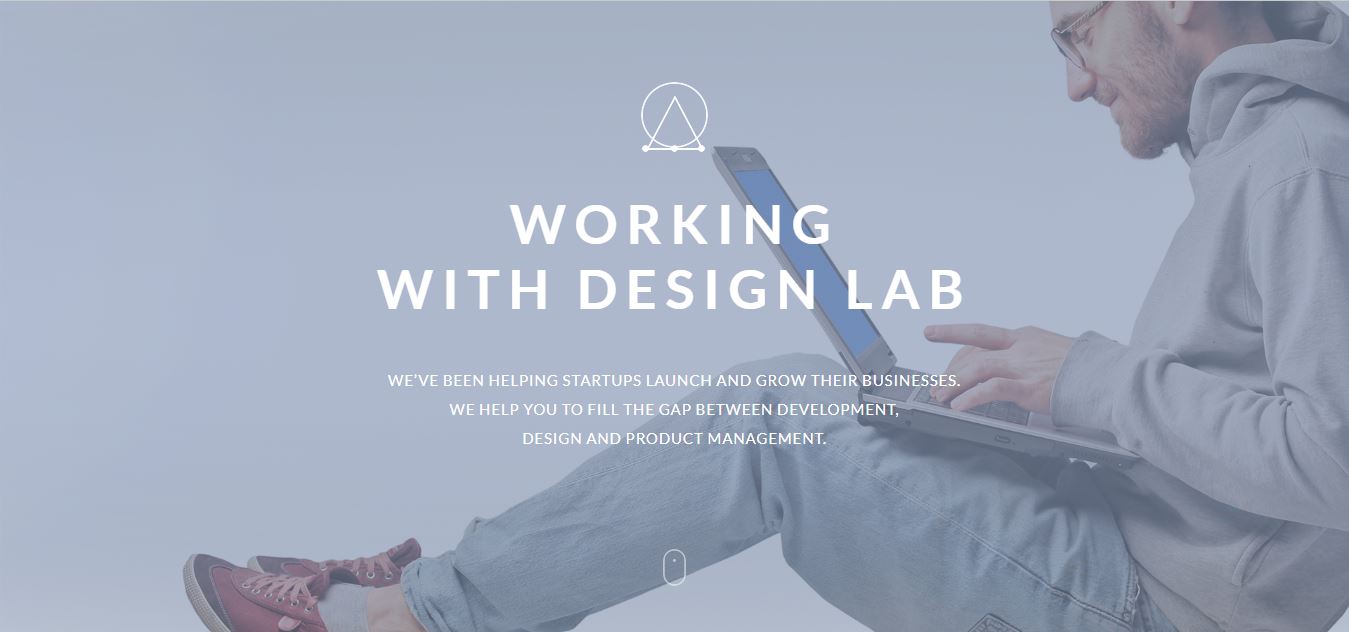 WORKING
WITH DESIGN LAB
WE’VE BEEN HELPING STARTUPS LAUNCH AND GROW THEIR BUSINESSES.
WE HELP YOU TO FILL THE GAP BETWEEN DEVELOPMENT,
DESIGN AND PRODUCT MANAGEMENT.